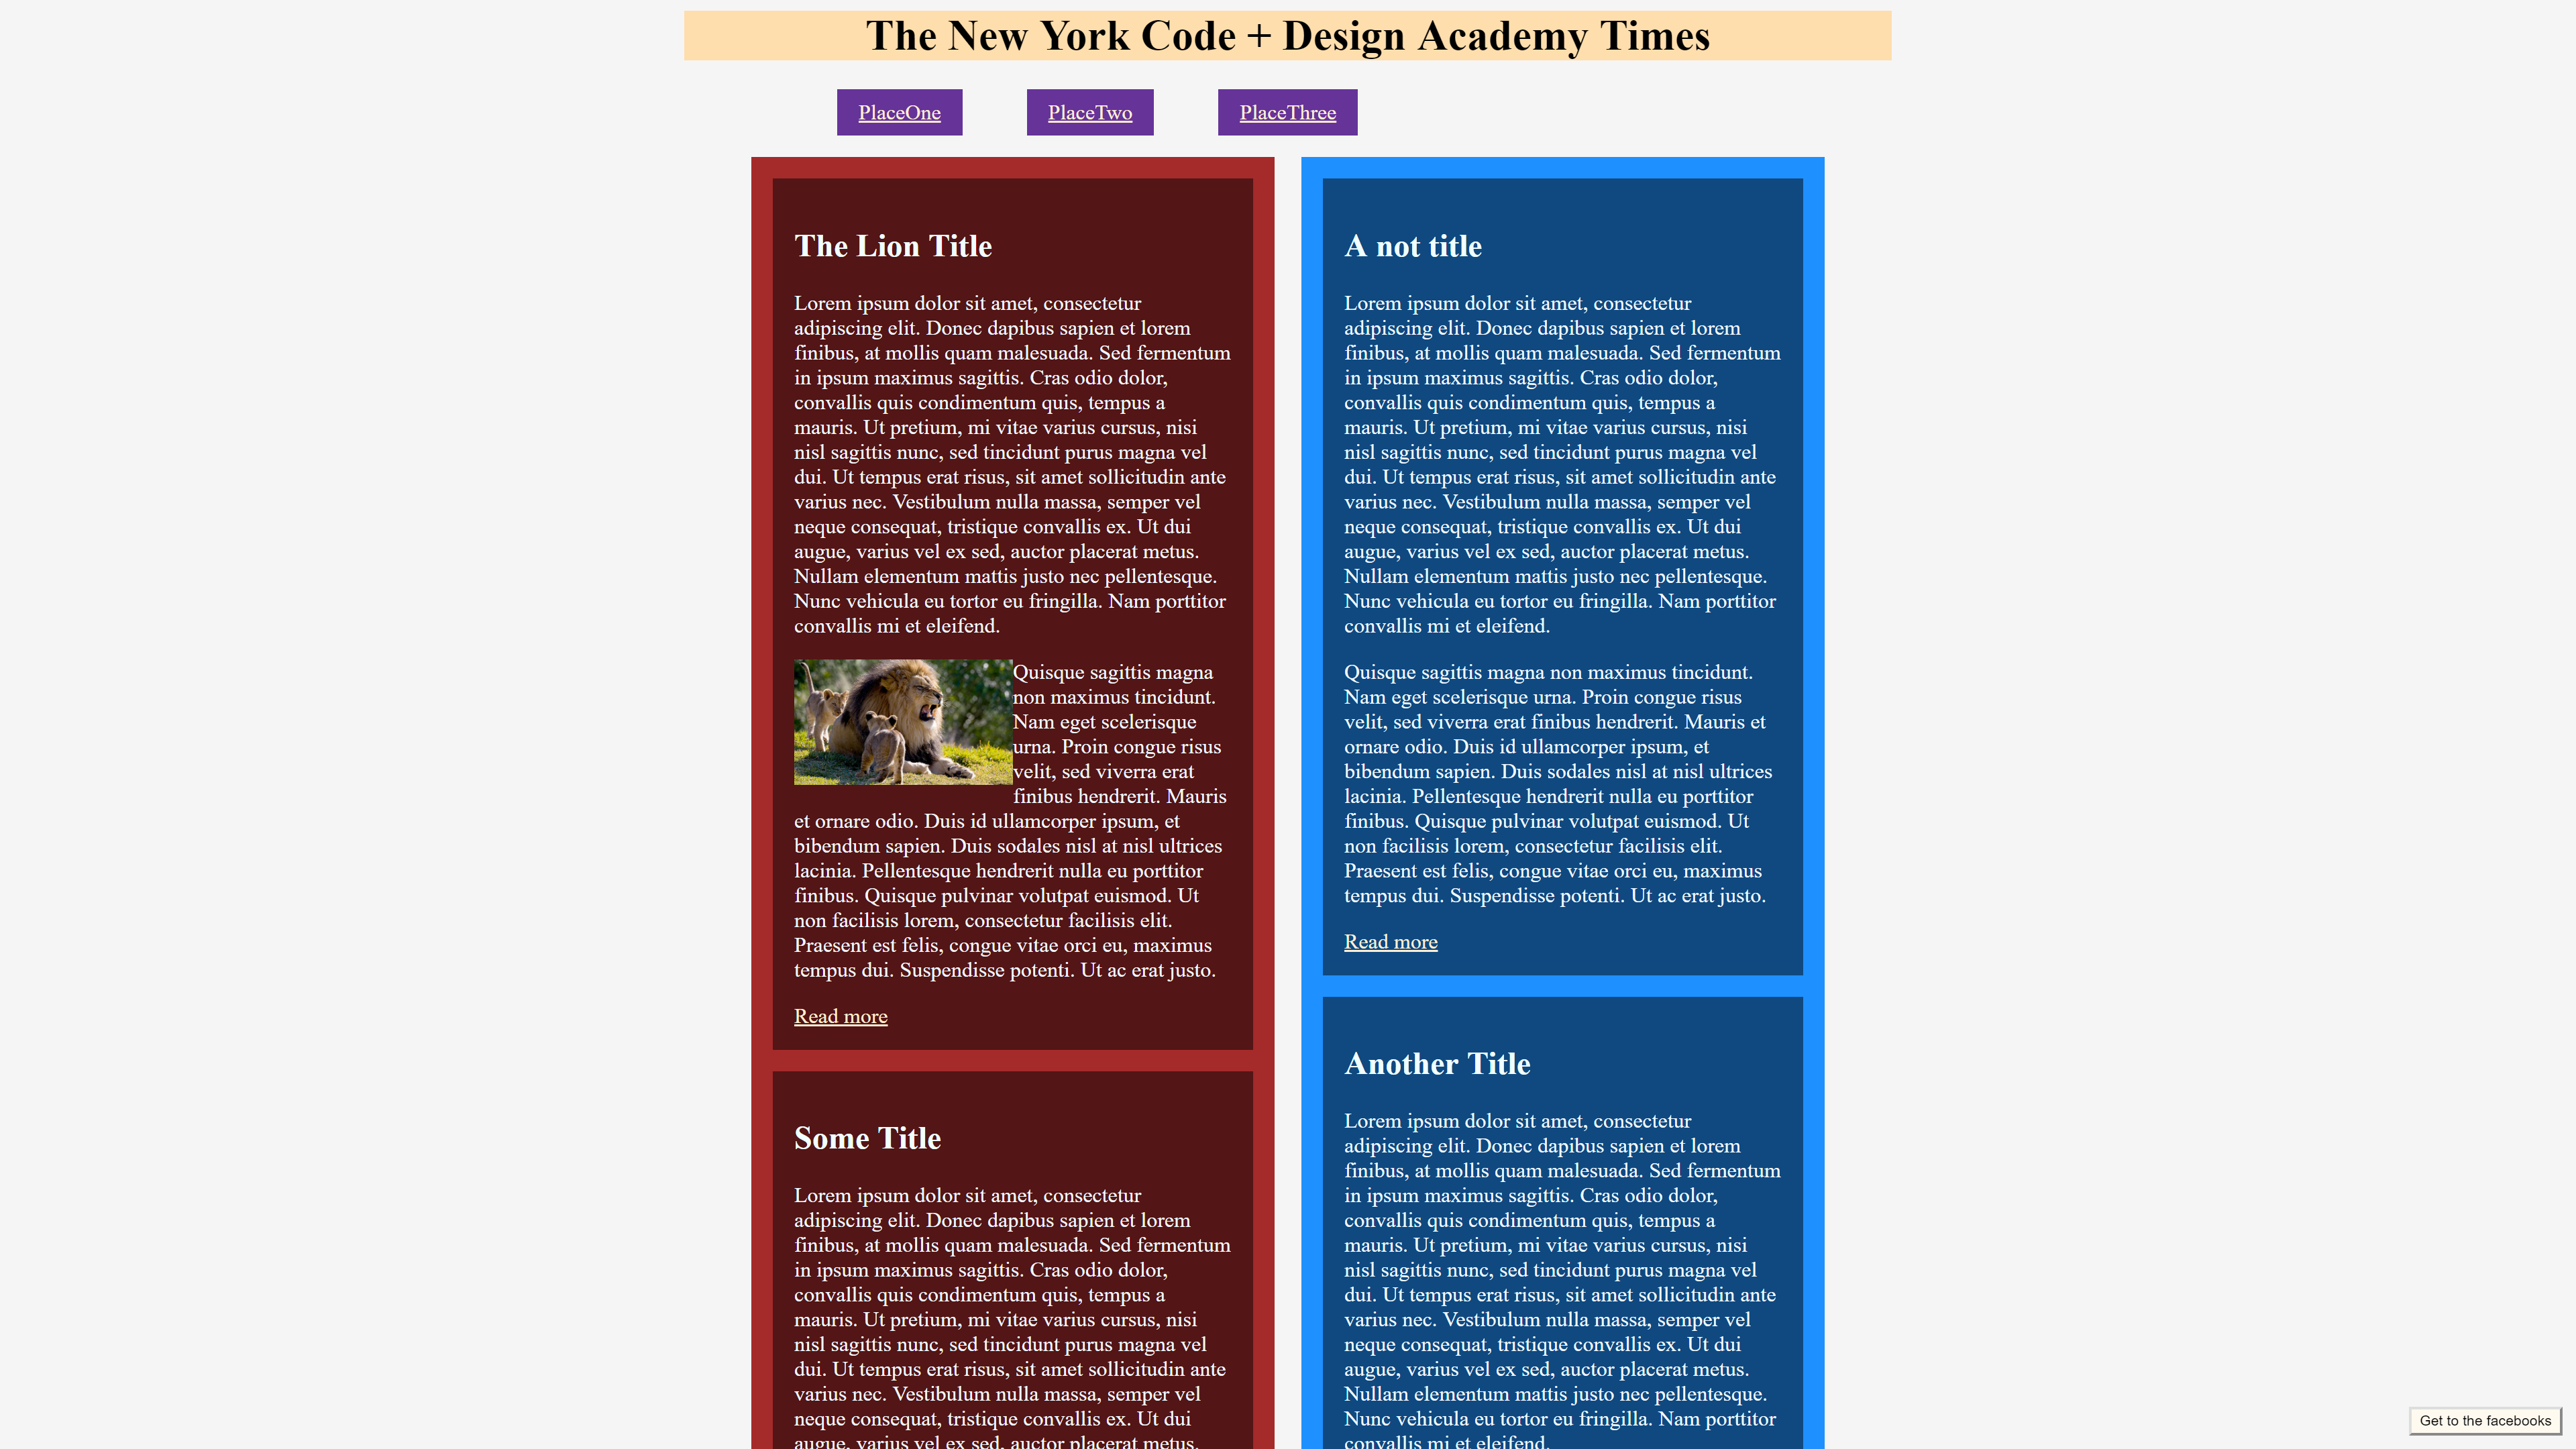 The New York Code + Design Academy Times
PlaceOne
PlaceTwo
PlaceThree
The Lion Title
Lorem ipsum dolor sit amet, consectetur
adipiscing elit. Donec dapibus sapien et lorem
finibus, at mollis quam malesuada. Sed fermentum
in ipsum maximus sagittis. Cras odio dolor,
convallis quis condimentum quis, tempus a
mauris. Ut pretium, mi vitae varius cursus, nisi
nisl sagittis nunc, sed tincidunt purus magna vel
dui. Ut tempus erat risus, sit amet sollicitudin ante
varius nec. Vestibulum nulla massa, semper vel
neque consequat, tristique convallis ex. Ut dui
augue, varius vel ex sed, auctor placerat metus.
Nullam elementum mattis justo nec pellentesque.
Nunc vehicula eu tortor eu fringilla. Nam porttitor
convallis mi et eleifend.
Quisque sagittis magna
non maximus tincidunt.
Nam eget scelerisque
urna. Proin congue risus
velit, sed viverra erat
finibus hendrerit. Mauris
et ornare odio. Duis id ullamcorper ipsum, et
bibendum sapien. Duis sodales nisl at nisl ultrices
lacinia. Pellentesque hendrerit nulla eu porttitor
finibus. Quisque pulvinar volutpat euismod. Ut
non facilisis lorem, consectetur facilisis elit.
Praesent est felis, congue vitae orci eu, maximus
tempus dui. Suspendisse potenti. Ut ac erat justo.
Read more
Some Title
Lorem ipsum dolor sit amet, consectetur
adipiscing elit. Donec dapibus sapien et lorem
finibus, at mollis quam malesuada. Sed fermentum
in ipsum maximus sagittis. Cras odio dolor,
convallis quis condimentum quis, tempus a
mauris. Ut pretium, mi vitae varius cursus, nisi
nisl sagittis nunc, sed tincidunt purus magna vel
dui. Ut tempus erat risus, sit amet sollicitudin ante
varius nec. Vestibulum nulla massa, semper vel
neque consequat, tristique convallis ex. Ut dui
augue, varius vel ex sed, auctor placerat metus.
A not title
Lorem ipsum dolor sit amet, consectetur
adipiscing elit. Donec dapibus sapien et lorem
finibus, at mollis quam malesuada. Sed fermentum
in ipsum maximus sagittis. Cras odio dolor,
convallis quis condimentum quis, tempus a
mauris. Ut pretium, mi vitae varius cursus, nisi
nisl sagittis nunc, sed tincidunt purus magna vel
dui. Ut tempus erat risus, sit amet sollicitudin ante
varius nec. Vestibulum nulla massa, semper vel
neque consequat, tristique convallis ex. Ut dui
augue, varius vel ex sed, auctor placerat metus.
Nullam elementum mattis justo nec pellentesque.
Nunc vehicula eu tortor eu fringilla. Nam porttitor
convallis mi et eleifend.
Quisque sagittis magna non maximus tincidunt.
Nam eget scelerisque urna. Proin congue risus
velit, sed viverra erat finibus hendrerit. Mauris et
ornare odio. Duis id ullamcorper ipsum, et
bibendum sapien. Duis sodales nisl at nisl ultrices
lacinia. Pellentesque hendrerit nulla eu porttitor
finibus. Quisque pulvinar volutpat euismod. Ut
non facilisis lorem, consectetur facilisis elit.
Praesent est felis, congue vitae orci eu, maximus
tempus dui. Suspendisse potenti. Ut ac erat justo.
Read more
Another Title
Lorem ipsum dolor sit amet, consectetur
adipiscing elit. Donec dapibus sapien et lorem
finibus, at mollis quam malesuada. Sed fermentum
in ipsum maximus sagittis. Cras odio dolor,
convallis quis condimentum quis, tempus a
mauris. Ut pretium, mi vitae varius cursus, nisi
nisl sagittis nunc, sed tincidunt purus magna vel
dui. Ut tempus erat risus, sit amet sollicitudin ante
varius nec. Vestibulum nulla massa, semper vel
neque consequat, tristique convallis ex. Ut dui
augue, varius vel ex sed, auctor placerat metus.
Nullam elementum mattis justo nec pellentesque.
Nunc vehicula eu tortor eu fringilla. Nam porttitor
convallis mi et eleifend.
Get to the facebooks